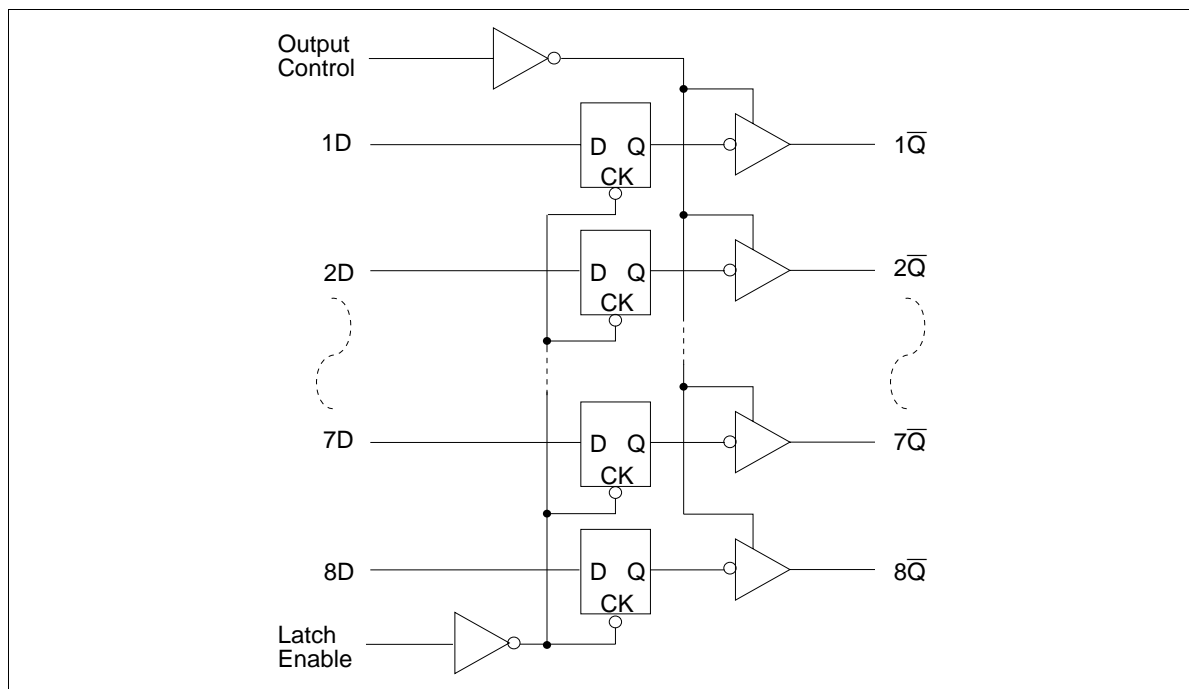 Output
Control
1D
D Q
CK
1Q̅
2D
D Q
CK
2Q̅
7D
D Q
CK
7Q̅
8D
D Q
CK
8Q̅
Latch
Enable